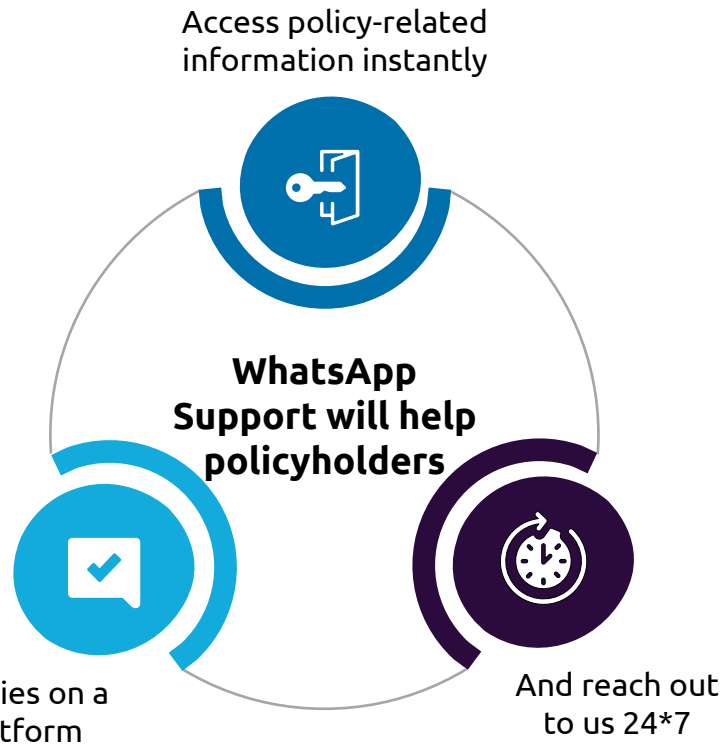 Access policy-related
information instantly
WhatsApp
Support will help
policyholders
ies on a
tform
And reach out
to us 24*7